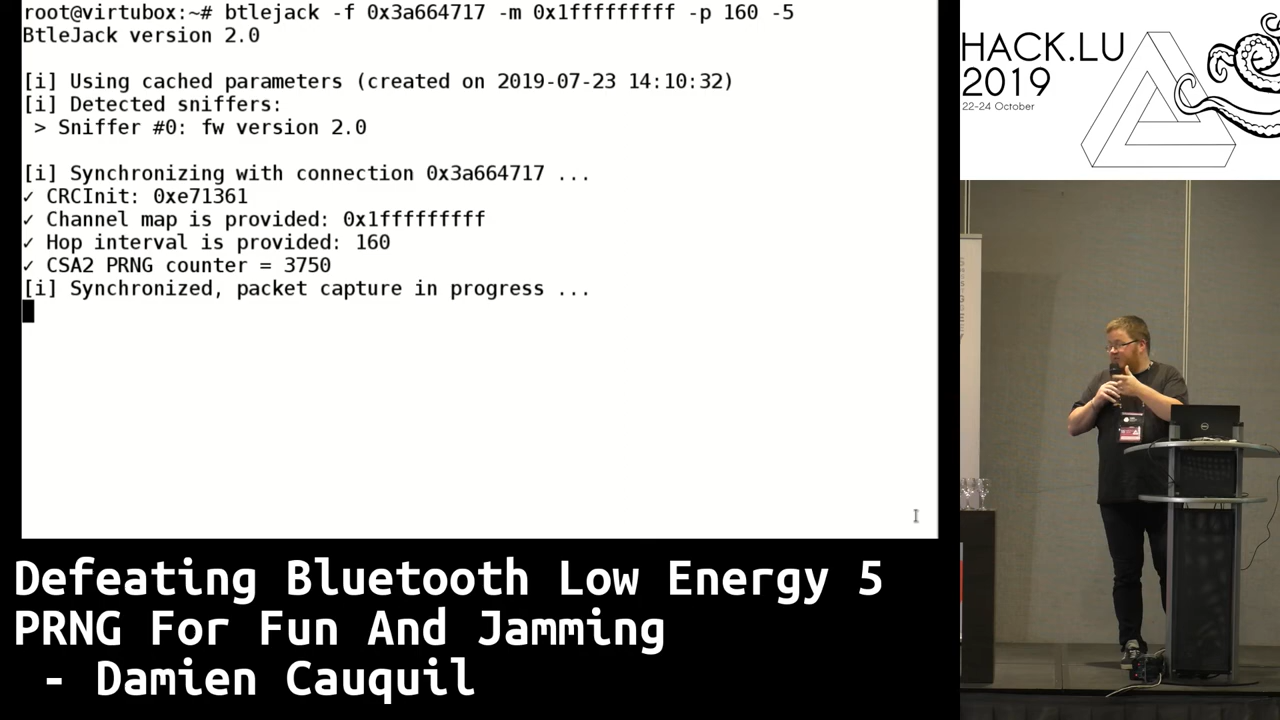 root@virtubox:~# btlejack -f 0x3a664717 -m 0x1fffffffff -p 160 -5
BtleJack version 2.0
[i] Using cached parameters (created on 2019-07-23 14:10:32)
[i] Detected sniffers:
> Sniffer #0: fw version 2.0
[i] Synchronizing with connection 0x3a664717 ...
✓ CRCInit: 0xe71361
✓ Channel map is provided: 0x1fffffffff
✓ Hop interval is provided: 160
✓ CSA2 PRNG counter = 3750
[i] Synchronized, packet capture in progress ...
HACK.LU
2019
22-24 October
Defeating Bluetooth Low Energy 5
PRNG For Fun And Jamming
- Damien Cauquil